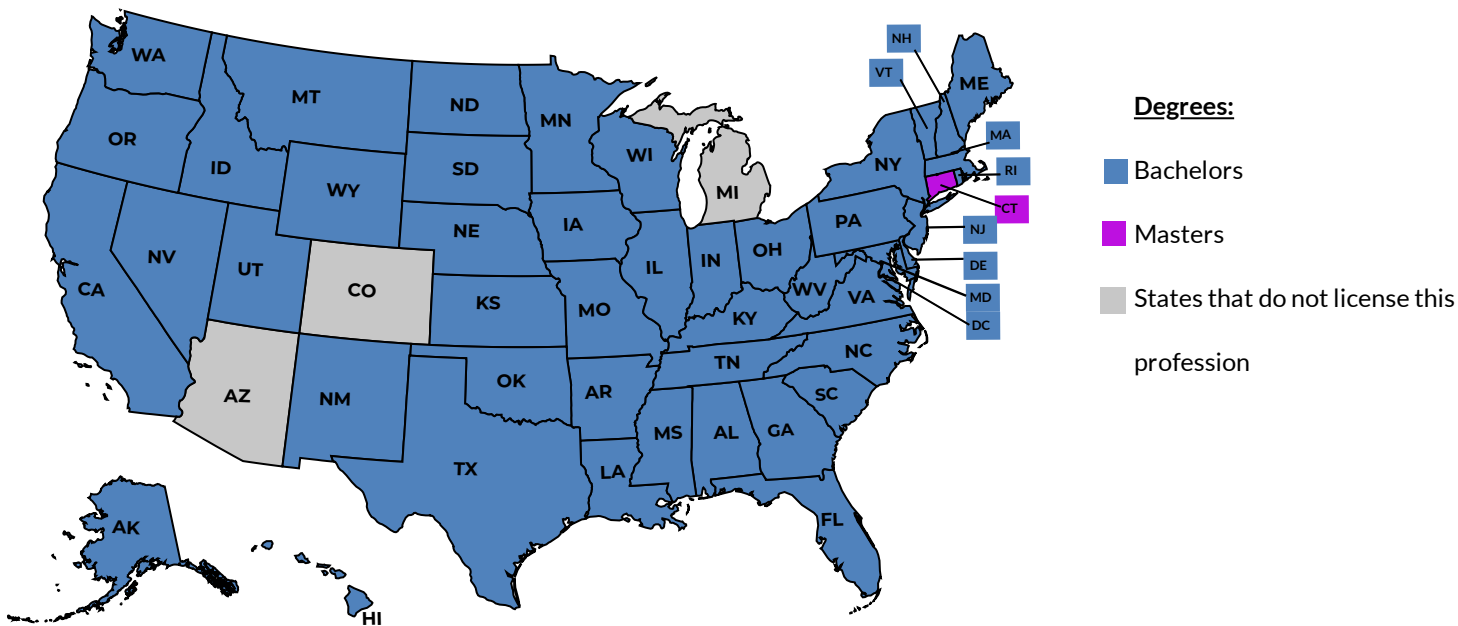 WA
OR
CA
NV
ID
MT
WY
UT
CO
AZ
NM
ND
SD
NE
KS
OK
TX
MN
IA
MO
AR
LA
WI
IL
MI
IN
OH
KY
TN
MS
AL
GA
FL
SC
NC
VA
WV
PA
NY
ME
NH
VT
MA
RI
CT
NJ
DE
MD
DC
AK
HI
Degrees:
Bachelors
Masters
States that do not license this
profession